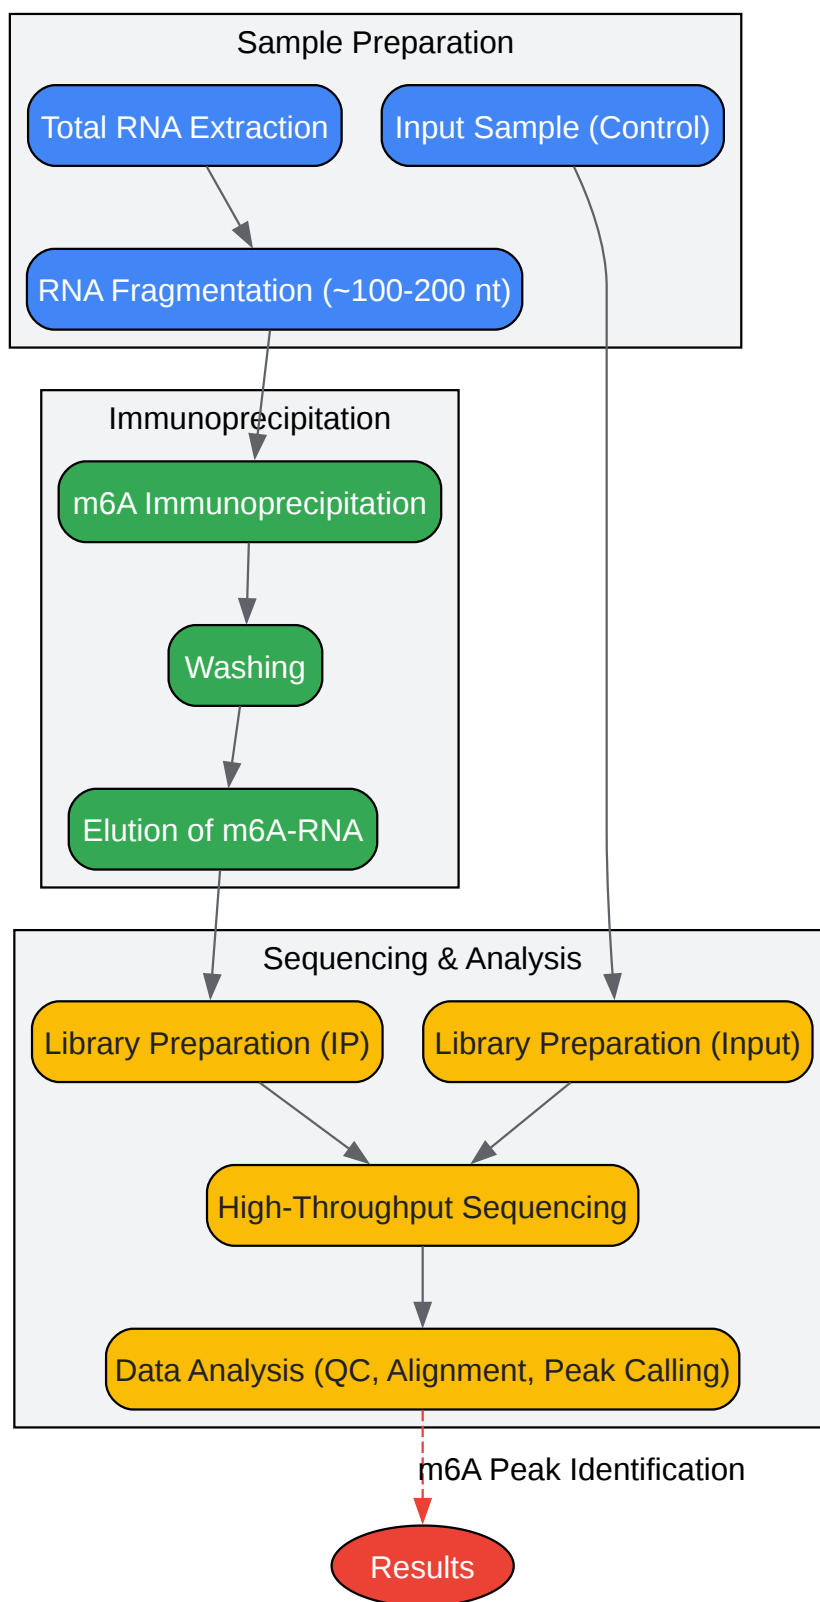 Sample Preparation
Total RNA Extraction
Input Sample (Control)
RNA Fragmentation (~100-200 nt)
Immunoprecipitation
m6A Immunoprecipitation
Washing
Elution of m6A-RNA
Sequencing & Analysis
Library Preparation (IP)
Library Preparation (Input)
High-Throughput Sequencing
Data Analysis (QC, Alignment, Peak Calling)
m6A Peak Identification
Results